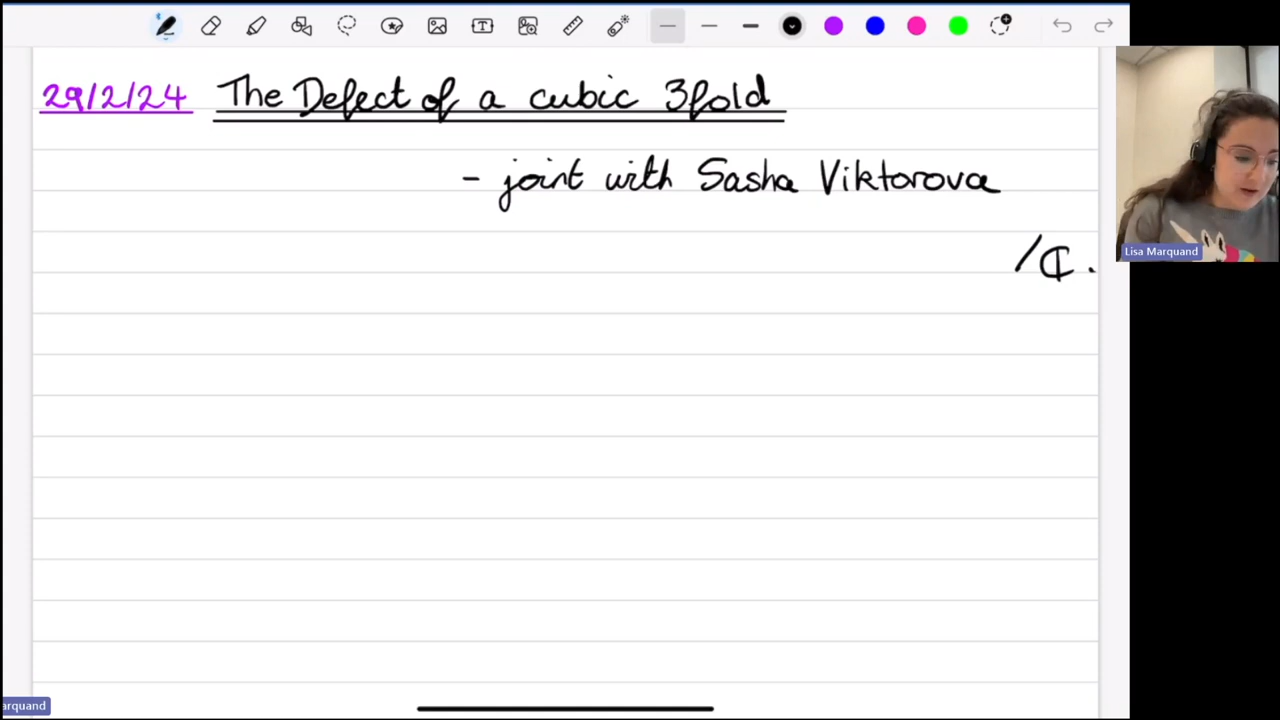 29/2/24 The Defect of a cubic 3fold
- joint with Sasha Viktorova
/ℂ.
Lisa Marquand
arquand